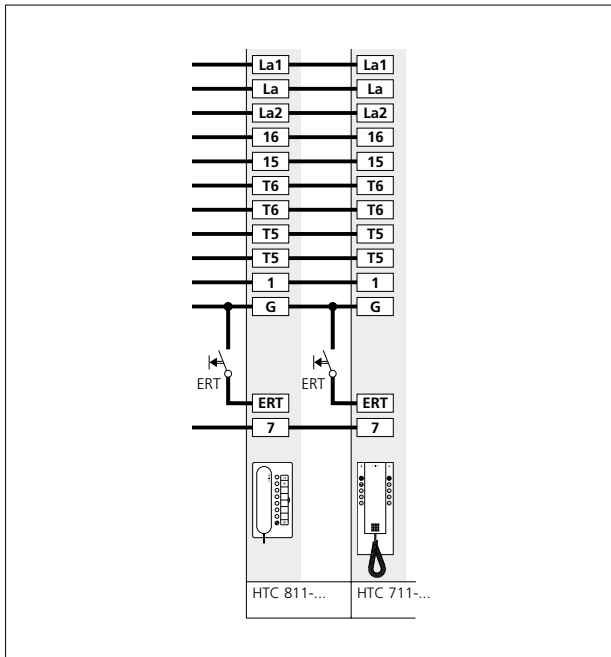 La1 La1
La La
La2 La2
16 16
15 15
T6 T6
T6 T6
T5 T5
T5 T5
1 1
G G
ERT ERT
ERT ERT
7 7
HTC 811-... HTC 711-...